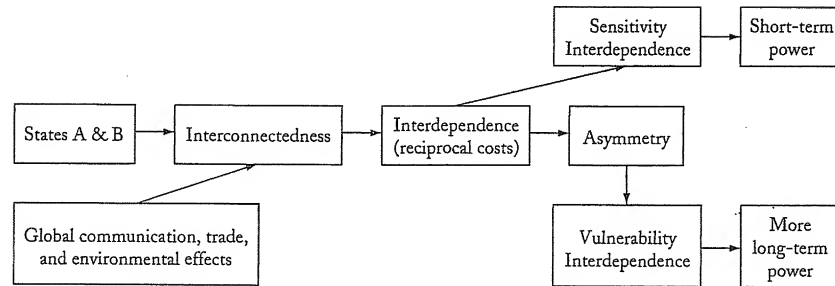 Sensitivity
Interdependence
Short-term
power
States A & B
Interconnectedness
Interdependence
(reciprocal costs)
Asymmetry
Global communication, trade,
and environmental effects
Vulnerability
Interdependence
More
long-term
power